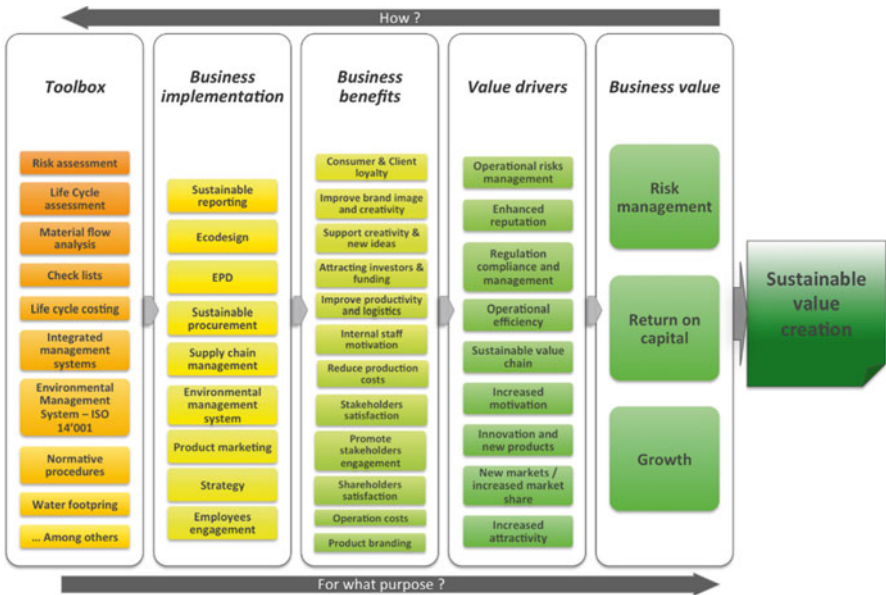 How ?
Toolbox
Risk assessment
Life Cycle
assessment
Material flow
analysis
Check lists
Life cycle costing
Integrated
management
systems
Environmental
Management
System – ISO
14'001
Normative
procedures
Water footpring
... Among others
Business
implementation
Sustainable
reporting
Ecodesign
EPD
Sustainable
procurement
Supply chain
management
Environmental
management
system
Product marketing
Strategy
Employees
engagement
Business
benefits
Consumer & Client
loyalty
Improve brand image
and creativity
Support creativity &
new ideas
Attracting investors &
funding
Improve productivity
and logistics
Internal staff
motivation
Reduce production
costs
Stakeholders
satisfaction
Promote
stakeholders
engagement
Shareholders
satisfaction
Operation costs
Product branding
Value drivers
Operational risks
management
Enhanced
reputation
Regulation
compliance and
management
Operational
efficiency
Sustainable value
chain
Increased
motivation
Innovation and
new products
New markets /
increased market
share
Increased
attractivity
Business value
Risk
management
Return on
capital
Growth
Sustainable
value
creation
For what purpose ?